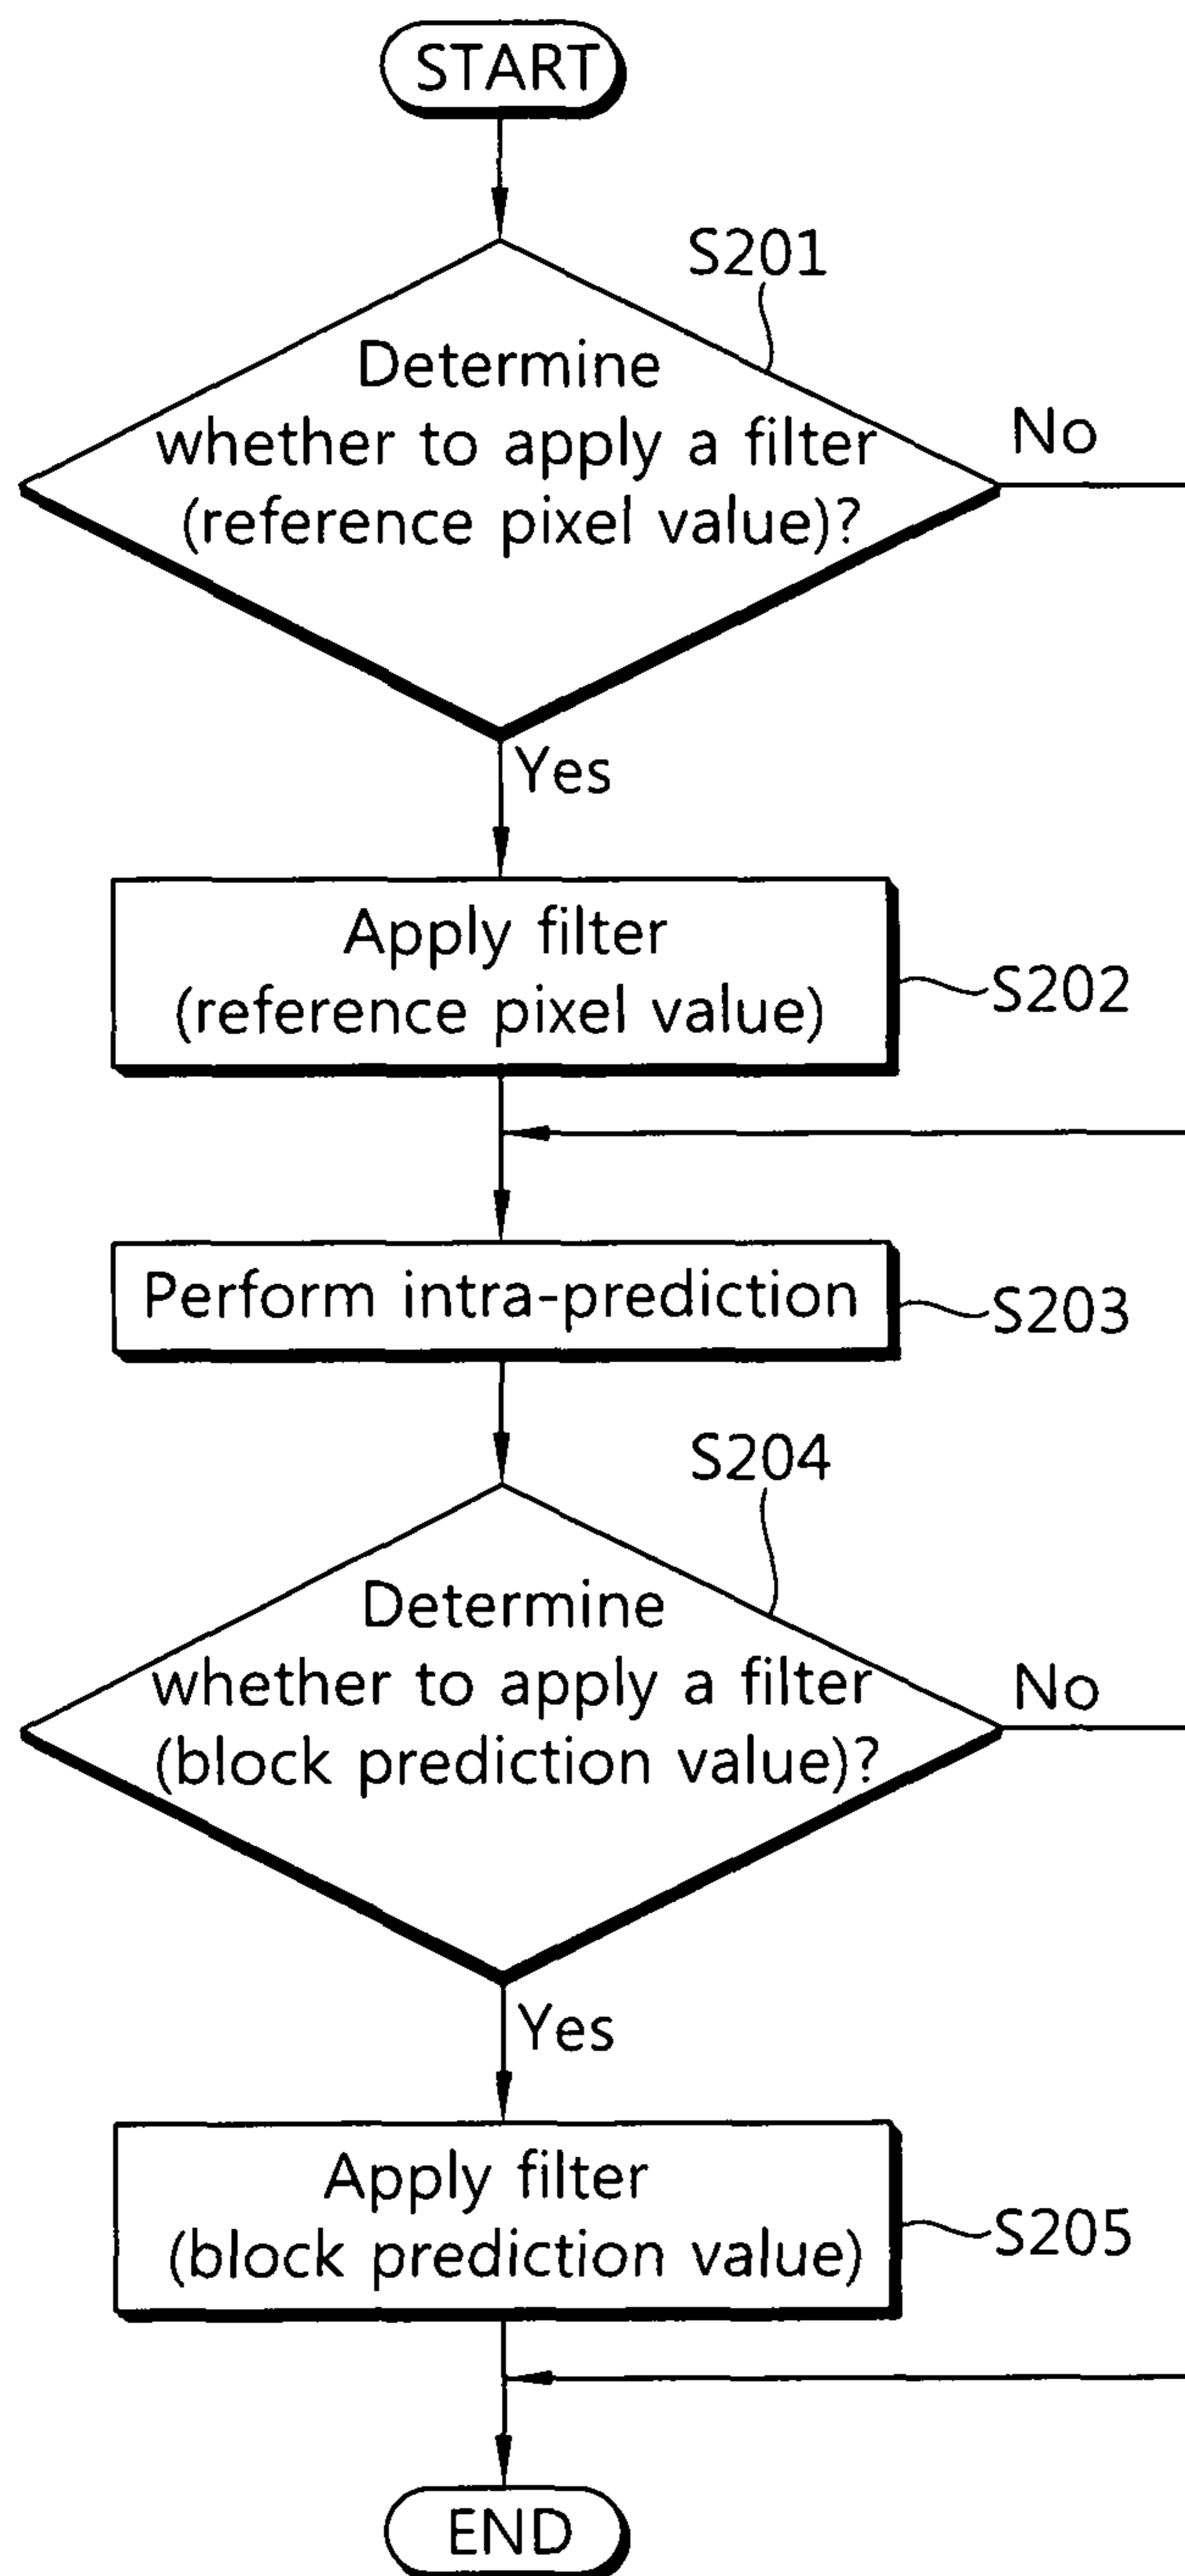 START
S201
Determine
whether to apply a filter
(reference pixel value)?
No
Yes
Apply filter
(reference pixel value)
S202
Perform intra-prediction
S203
S204
Determine
whether to apply a filter
(block prediction value)?
No
Yes
Apply filter
(block prediction value)
S205
END